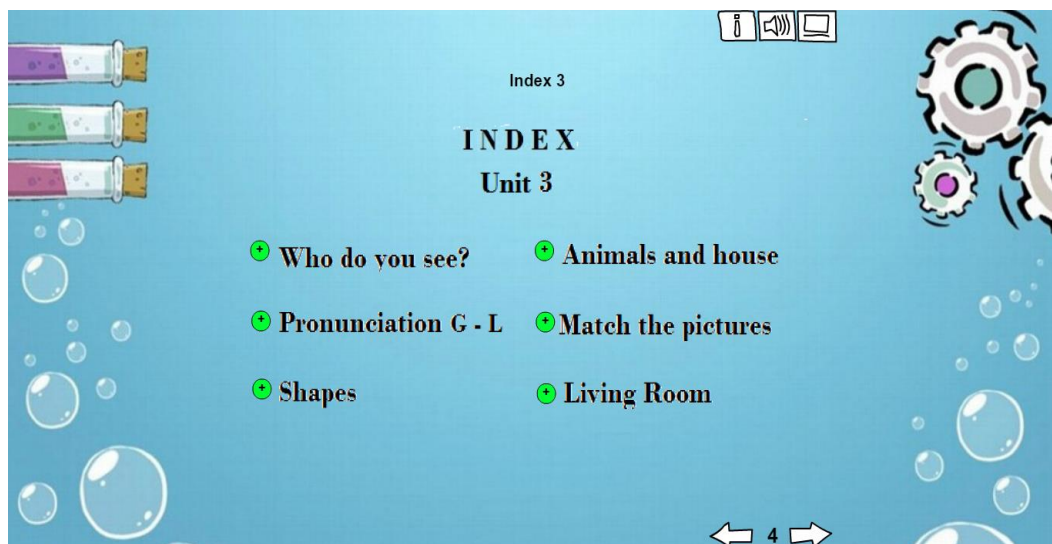 Index 3
INDEX
Unit 3
Who do you see?
Pronunciation G - L
Shapes
Animals and house
Match the pictures
Living Room
4